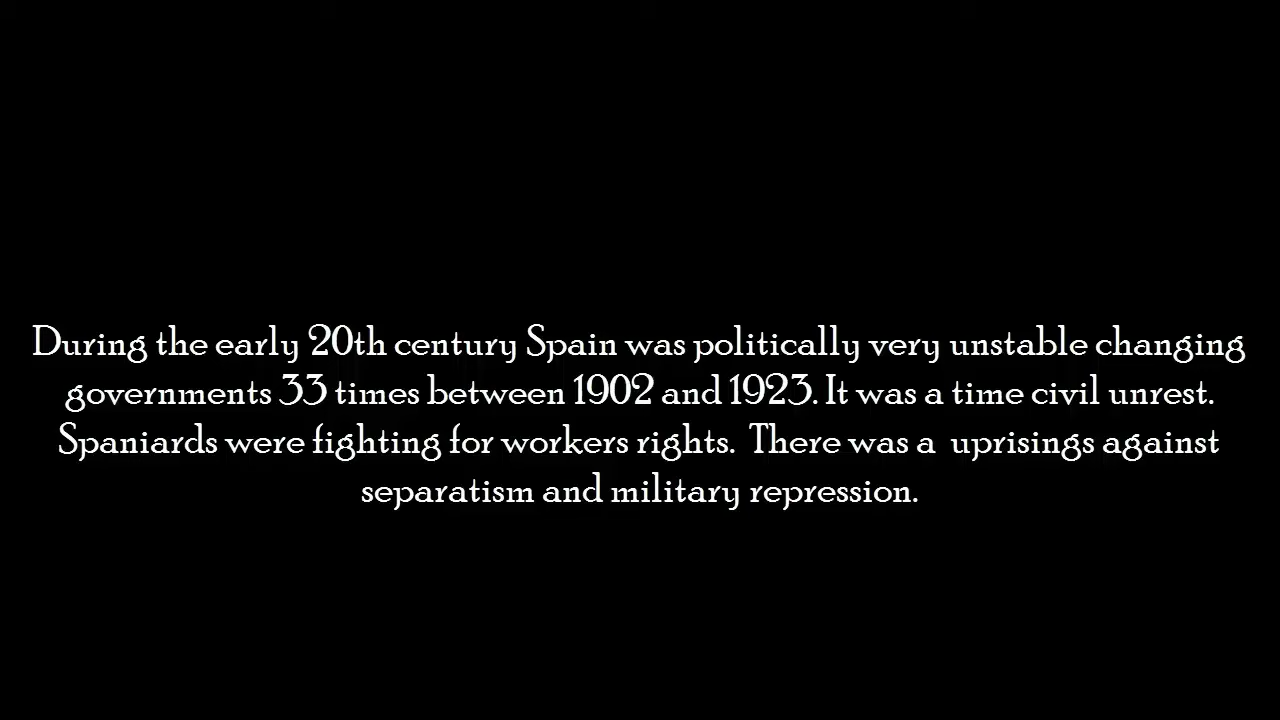 During the early 20th century Spain was politically very unstable changing
governments 33 times between 1902 and 1923. It was a time civil unrest.
Spaniards were fighting for workers rights.  There was a  uprisings against
separatism and military repression.